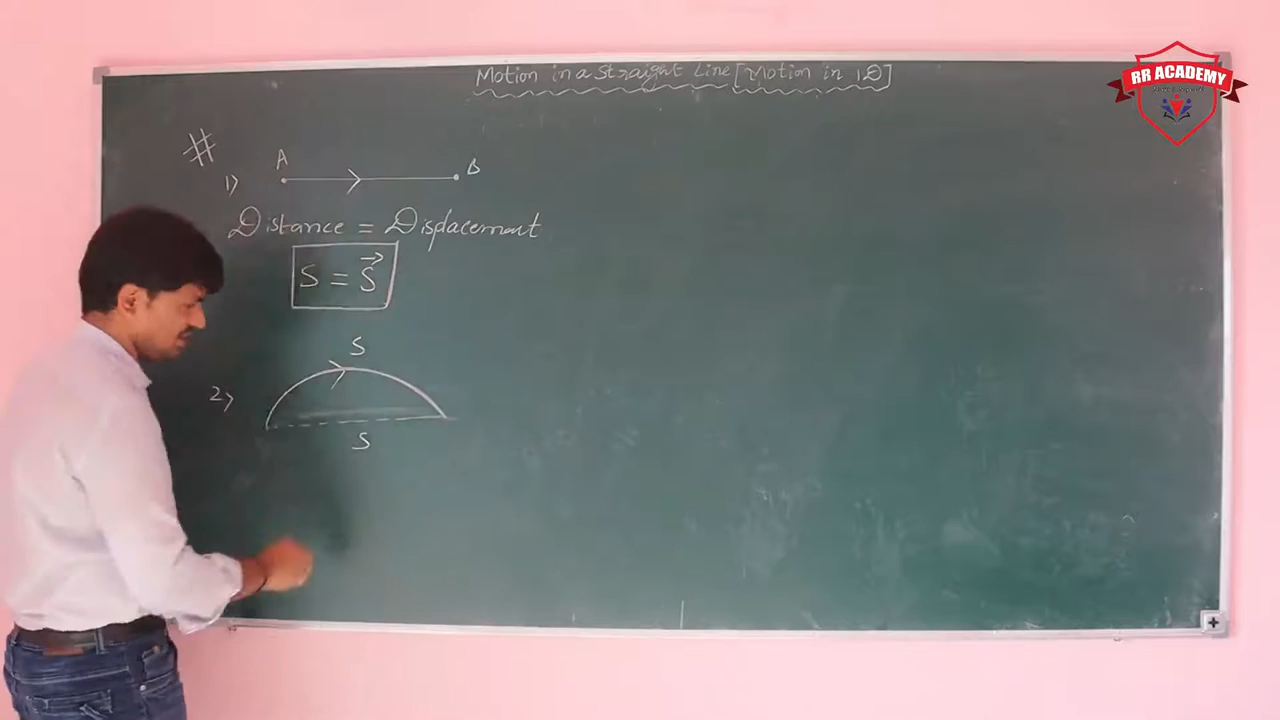 Motion in a Straight Line [Motion in 1D]
RR ACADEMY
#
1) A B
Distance = Displacement
S = S⃗
S
2)
S